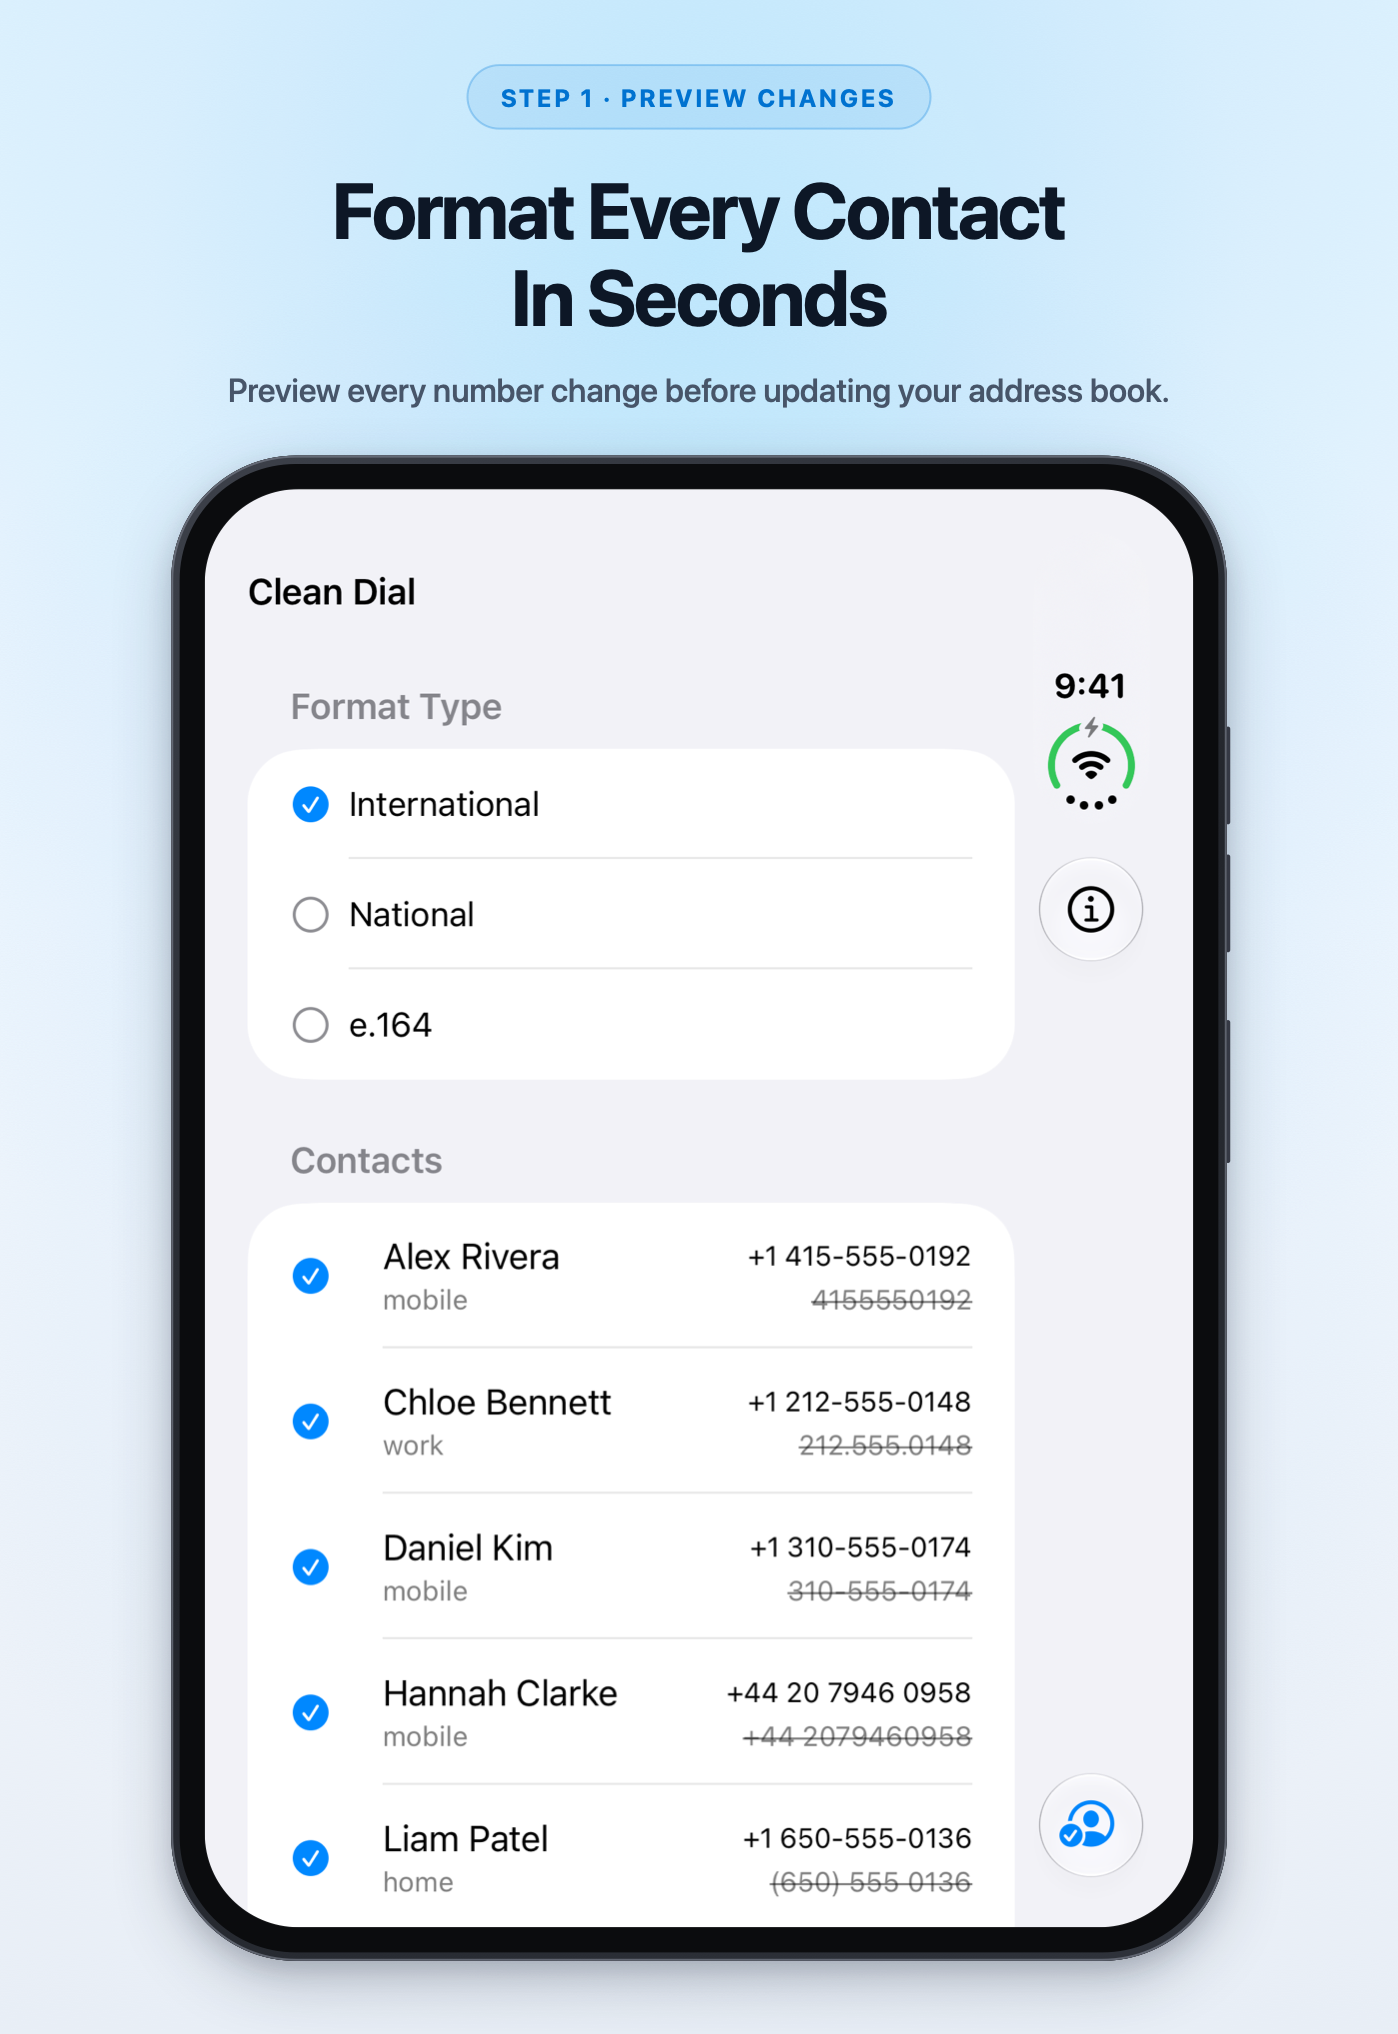 STEP 1 · PREVIEW CHANGES
Format Every Contact
In Seconds
Preview every number change before updating your address book.
Clean Dial
9:41
Format Type
International
National
e.164
Contacts
Alex Rivera
+1 415-555-0192
mobile
4155550192
Chloe Bennett
+1 212-555-0148
work
212.555.0148
Daniel Kim
+1 310-555-0174
mobile
310-555-0174
Hannah Clarke
+44 20 7946 0958
mobile
+44 2079460958
Liam Patel
+1 650-555-0136
home
(650) 555 0136